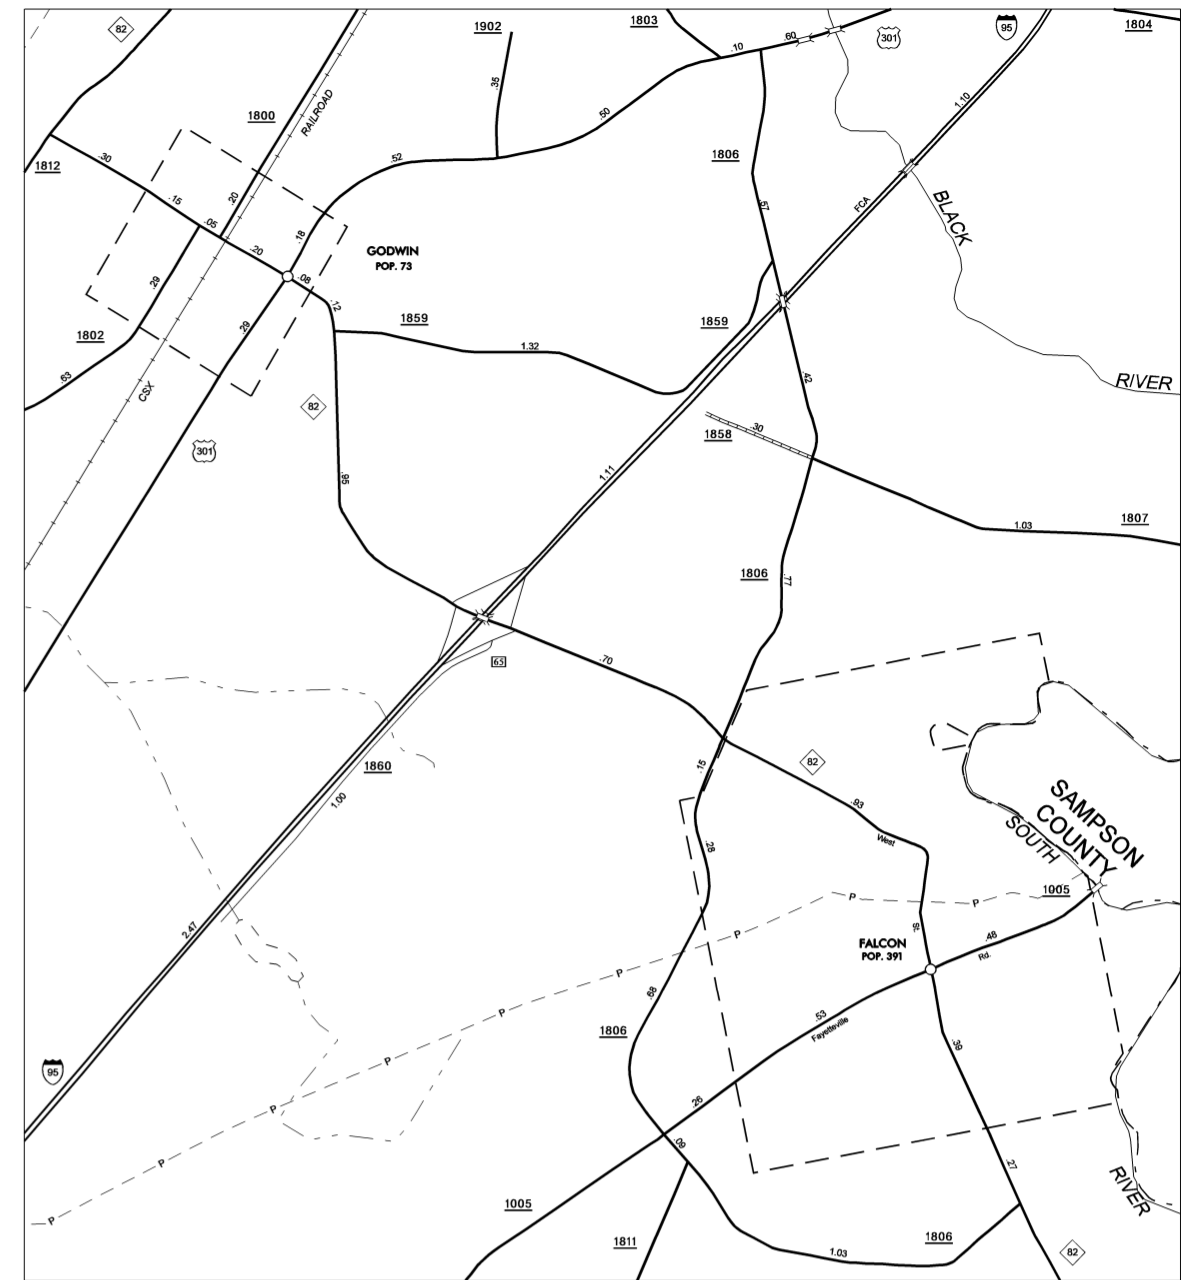 82
1902
1803
301
95
1804
.10
.60
.35
1800
RAILROAD
.50
1.10
1812
.30
.52
1806
.15
.20
.57
FCA
BLACK
.05
.18
.20
GODWIN
POP. 73
.08
.29
.12
1859
1859
1802
.29
1.32
RIVER
.63
CSX
.42
82
301
1858
.30
.95
1.11
1.03
1807
1806
.77
65
.70
1860
82
.15
1.00
.93
SAMPSON
COUNTY
SOUTH
West
.28
1005
P
P
2.47
St.
P
.48
FALCON
POP. 391
Rd.
P
.68
P
.53
Fayetteville
1806
.39
P
95
.26
P
.09
P
.27
RIVER
1005
P
1811
1.03
1806
82